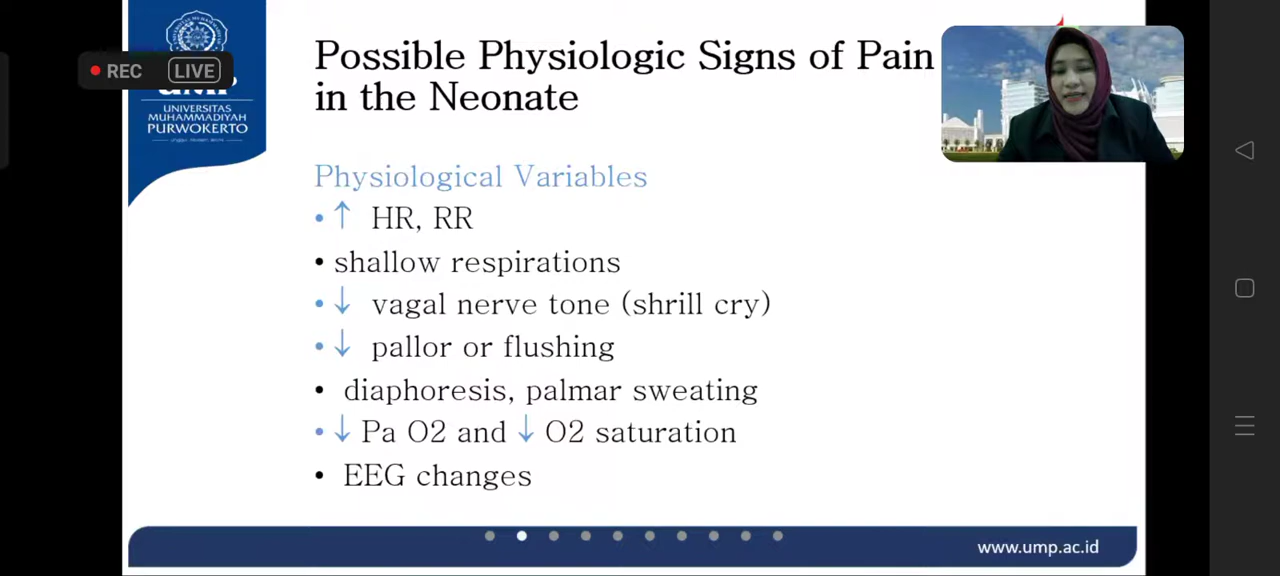 REC LIVE
UNIVERSITAS
MUHAMMADIYAH
PURWOKERTO
Possible Physiologic Signs of Pain
in the Neonate
Physiological Variables
• ↑ HR, RR
• shallow respirations
• ↓ vagal nerve tone (shrill cry)
• ↓ pallor or flushing
• diaphoresis, palmar sweating
• ↓ Pa O2 and ↓ O2 saturation
• EEG changes
www.ump.ac.id